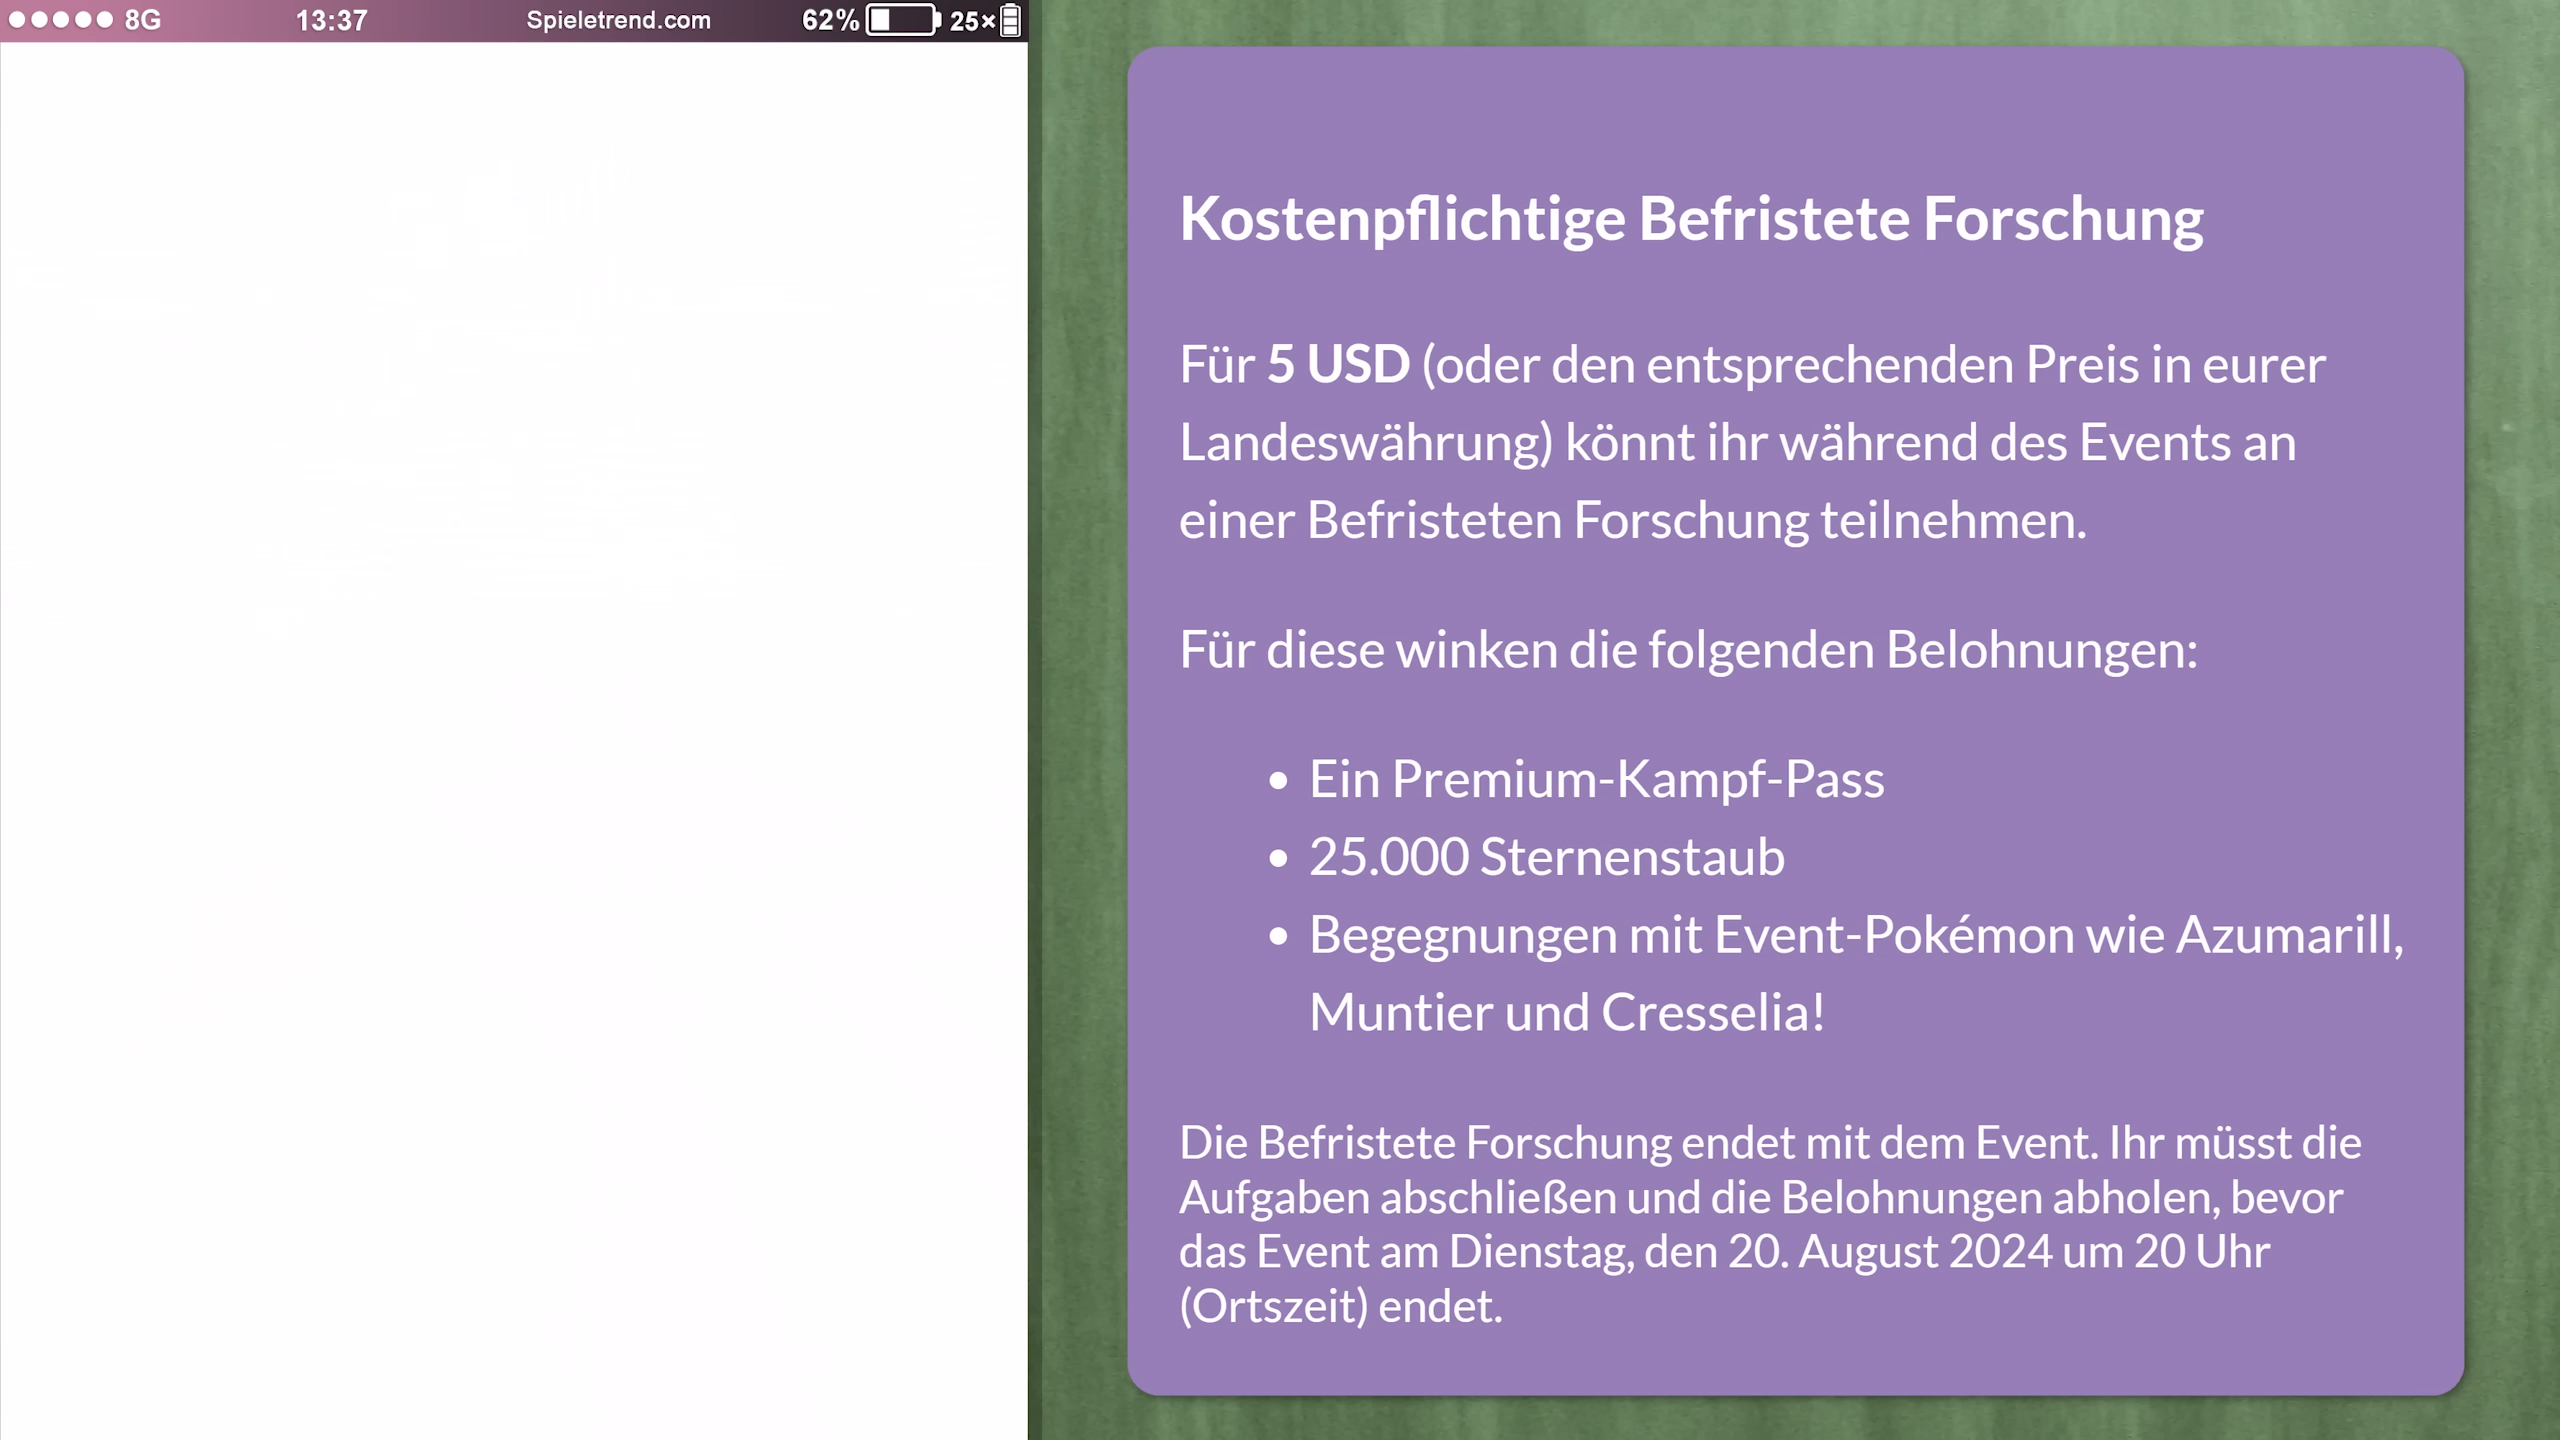 8G 13:37 Spieletrend.com 62% 25×
Kostenpflichtige Befristete Forschung
Für 5 USD (oder den entsprechenden Preis in eurer
Landeswährung) könnt ihr während des Events an
einer Befristeten Forschung teilnehmen.
Für diese winken die folgenden Belohnungen:
• Ein Premium-Kampf-Pass
• 25.000 Sternenstaub
• Begegnungen mit Event-Pokémon wie Azumarill,
Muntier und Cresselia!
Die Befristete Forschung endet mit dem Event. Ihr müsst die
Aufgaben abschließen und die Belohnungen abholen, bevor
das Event am Dienstag, den 20. August 2024 um 20 Uhr
(Ortszeit) endet.